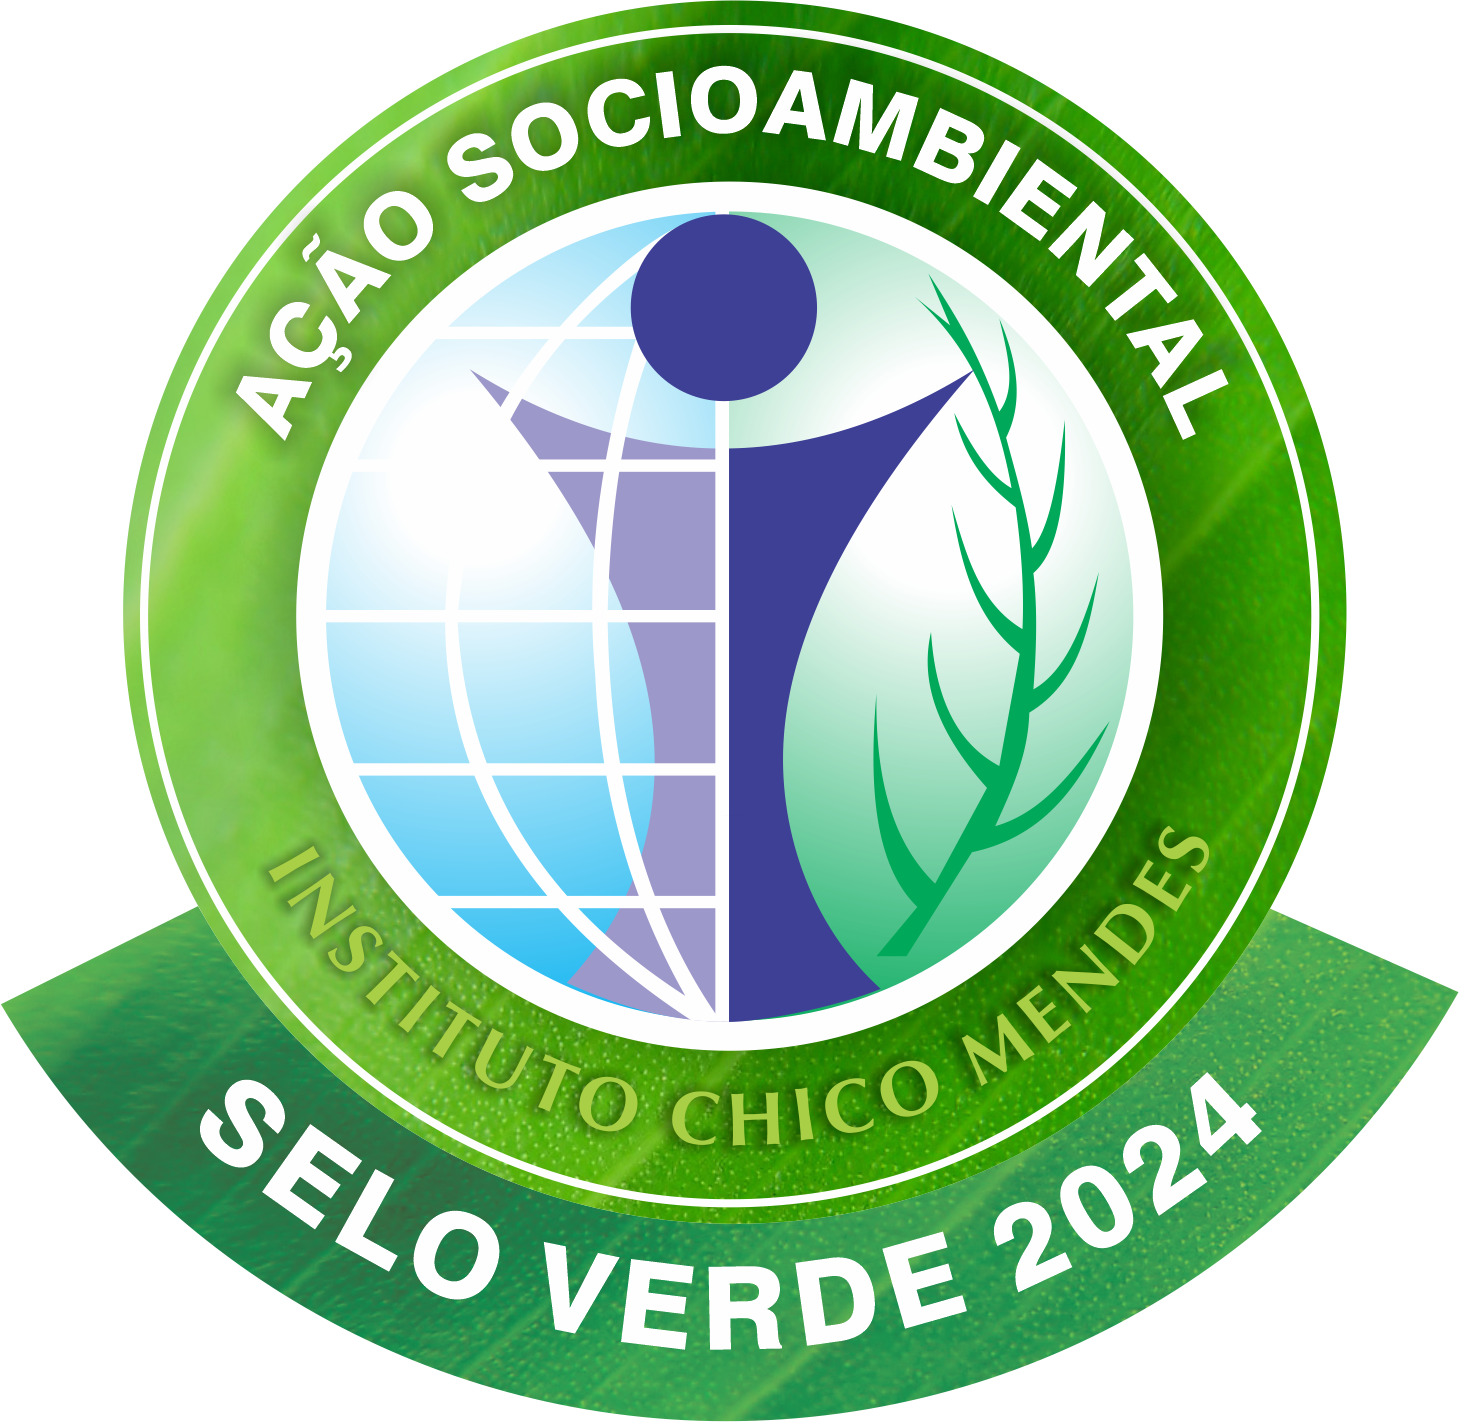 AÇÃO SOCIOAMBIENTAL
INSTITUTO CHICO MENDES
SELO VERDE 2024